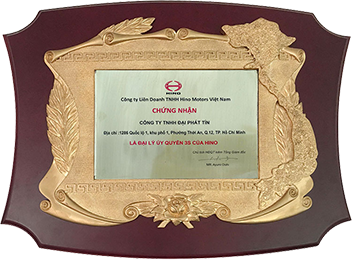 HINO
Công ty Liên Doanh TNHH Hino Motors Việt Nam
CHỨNG NHẬN
CÔNG TY TNHH ĐẠI PHÁT TÍN
Địa chỉ :1286 Quốc lộ 1, khu phố 1, Phường Thới An, Q.12, TP. Hồ Chí Minh
LÀ ĐẠI LÝ ỦY QUYỀN 3S CỦA HINO